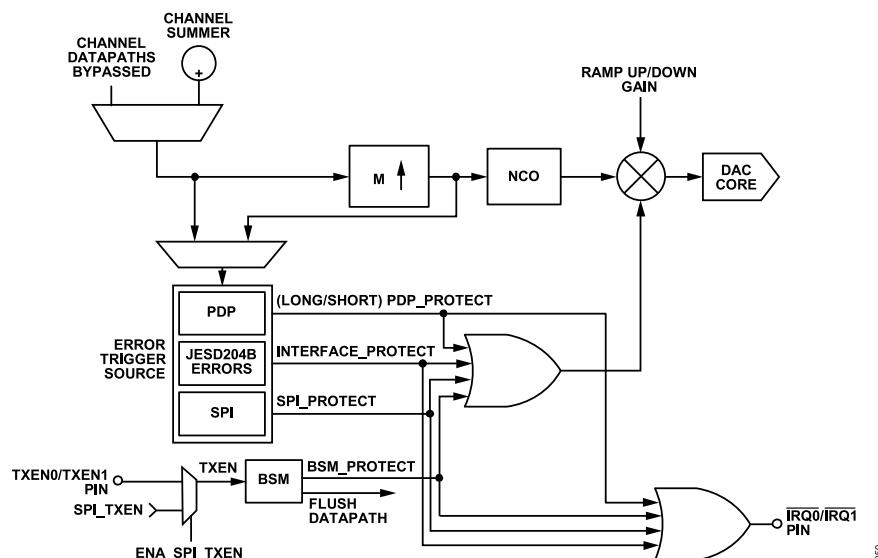 CHANNEL
SUMMER
CHANNEL
DATAPATHS
BYPASSED
+
RAMP UP/DOWN
GAIN
M
NCO
DAC
CORE
ERROR
TRIGGER
SOURCE
PDP
(LONG/SHORT) PDP_PROTECT
JESD204B
ERRORS
INTERFACE_PROTECT
SPI
SPI_PROTECT
TXEN0/TXEN1
PIN
TXEN
BSM
BSM_PROTECT
SPI_TXEN
FLUSH
DATAPATH
ENA_SPI_TXEN
IRQ0/IRQ1
PIN